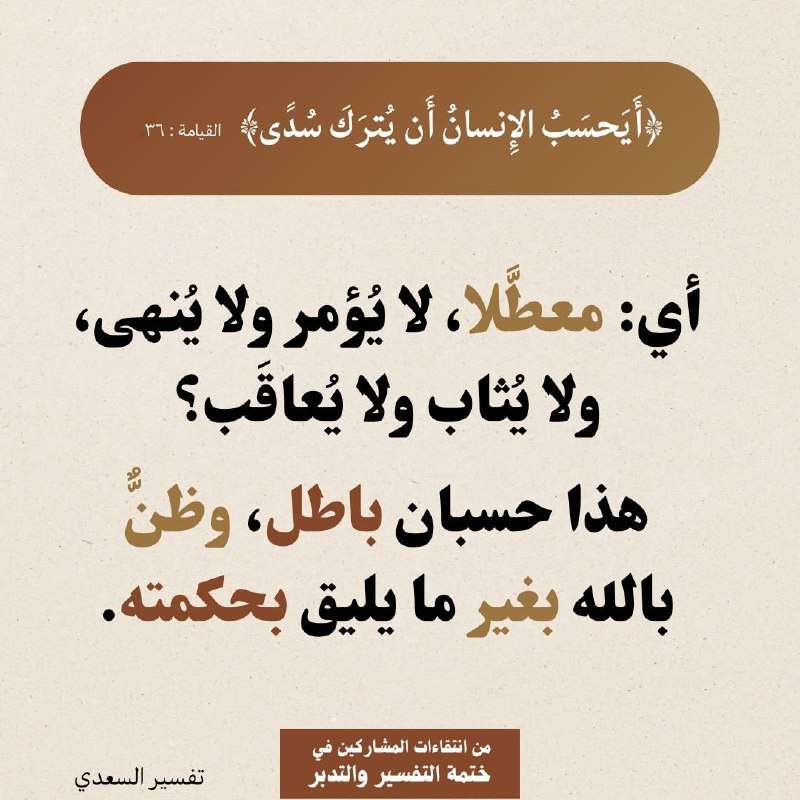 ﴿أَيَحسَبُ الإِنسانُ أَن يُترَكَ سُدًى﴾ القيامة : ٣٦
أي: معطَّلا، لا يُؤمر ولا يُنهى،
ولا يُثاب ولا يُعاقَب؟
هذا حسبان باطل، وظنٌّ
بالله بغير ما يليق بحكمته.
من انتقاءات المشاركين في
ختمة التفسير والتدبر
تفسير السعدي